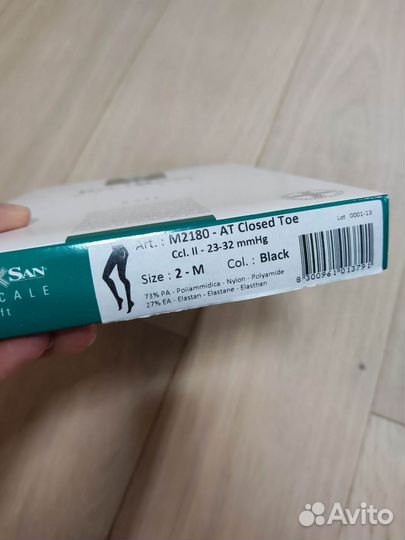 Art. : M2180 - AT Closed Toe
Ccl. II - 23-32 mmHg
Size : 2 - M Col. : Black
73% PA - Poliammidica - Nylon - Polyamide
27% EA - Elastan - Elastane - Elasthan
Lot 0001-13
8 300961 013791
SAN
CALE
ft
Avito